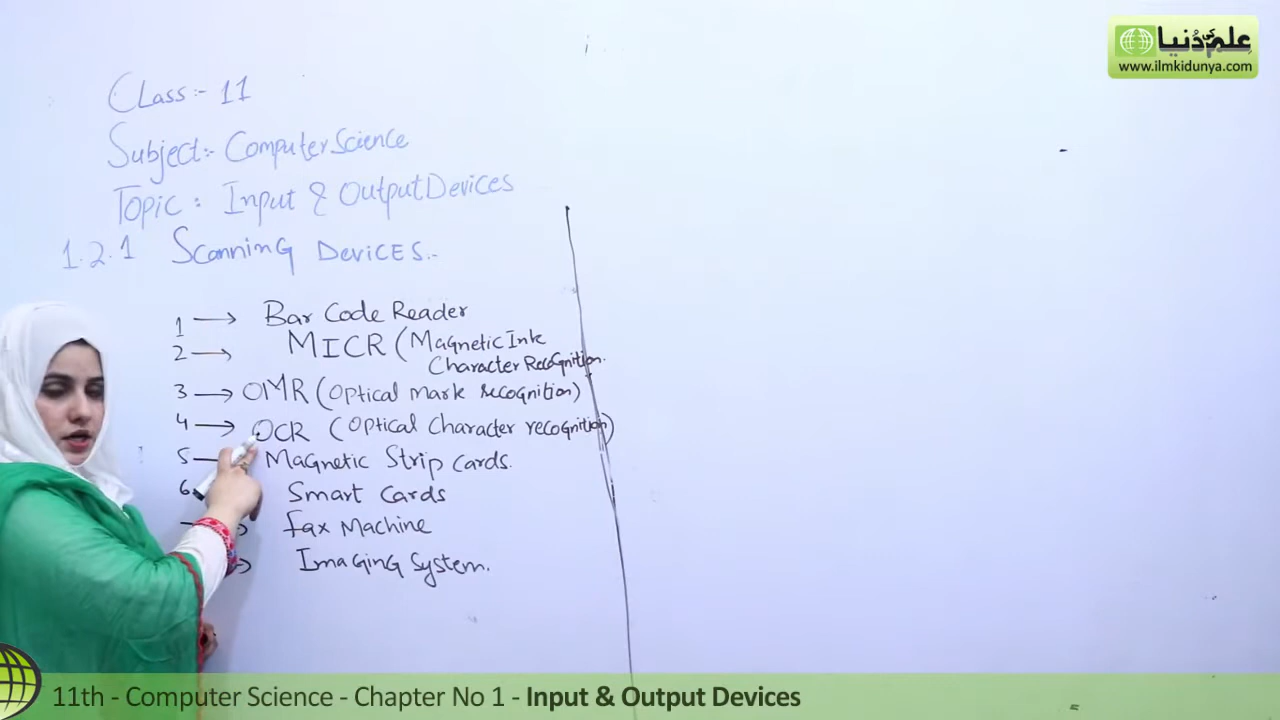 علم کی دُنیا
www.ilmkidunya.com
Class:- 11
Subject:- Computer Science
Topic: Input & Output Devices
1.2.1 Scanning Devices.-
1 → Bar Code Reader
2 → MICR (Magnetic Ink
Character Recognition.
3 → OMR (Optical mark recognition)
4 → OCR (Optical Character recognition)
5 Magnetic Strip Cards.
6 Smart Cards
Fax Machine
Imaging System.
11th - Computer Science - Chapter No 1 - Input & Output Devices